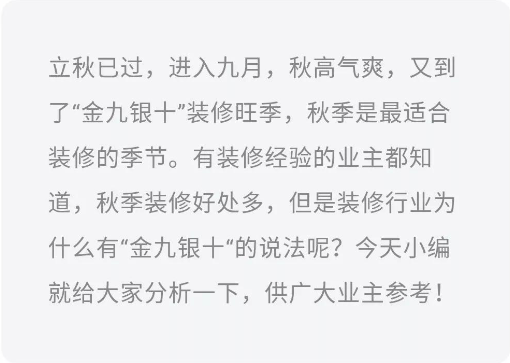 立秋已过，进入九月，秋高气爽，又到
了“金九银十”装修旺季，秋季是最适合
装修的季节。有装修经验的业主都知
道，秋季装修好处多，但是装修行业为
什么有“金九银十“的说法呢？今天小编
就给大家分析一下，供广大业主参考！